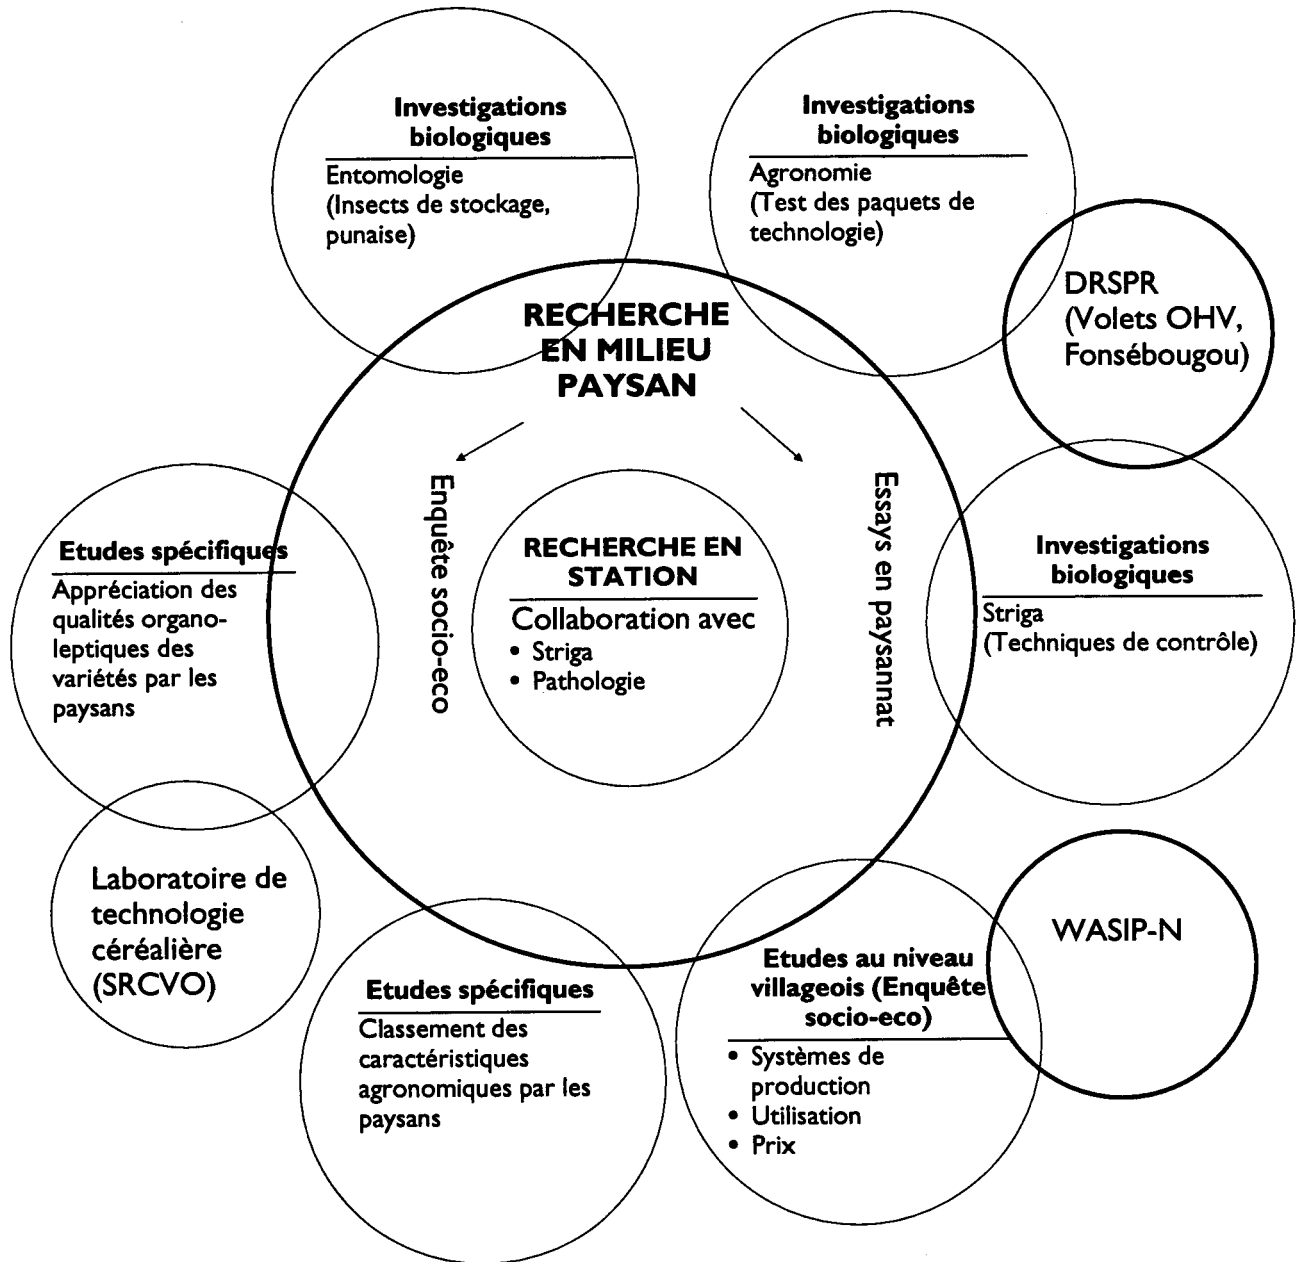 Investigations
biologiques
Entomologie
(Insects de stockage,
punaise)
Investigations
biologiques
Agronomie
(Test des paquets de
technologie)
DRSPR
(Volets OHV,
Fonsébougou)
RECHERCHE
EN MILIEU
PAYSAN
Enquête socio-eco
Essays en paysannat
RECHERCHE EN
STATION
Collaboration avec
• Striga
• Pathologie
Etudes spécifiques
Appréciation des
qualités organo-
leptiques des
variétés par les
paysans
Investigations
biologiques
Striga
(Techniques de contrôle)
Laboratoire de
technologie
céréalière
(SRCVO)
Etudes spécifiques
Classement des
caractéristiques
agronomiques par les
paysans
Etudes au niveau
villageois (Enquête
socio-eco)
• Systèmes de
production
• Utilisation
• Prix
WASIP-N